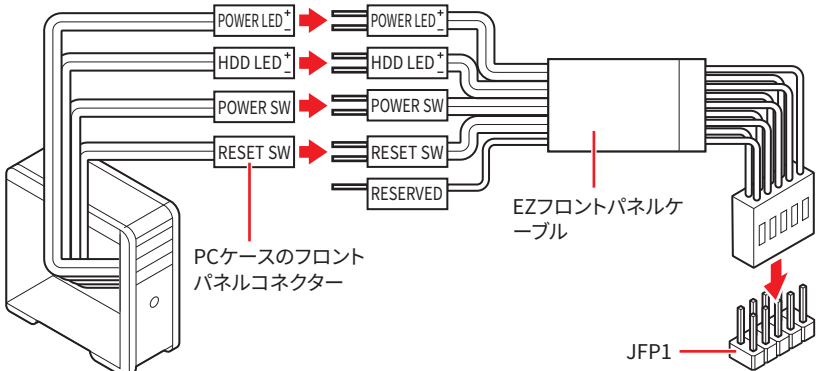 POWER LED + -
POWER LED + -
HDD LED + -
HDD LED + -
POWER SW
POWER SW
RESET SW
RESET SW
RESERVED
PCケースのフロント
パネルコネクター
EZフロントパネルケ
ーブル
JFP1